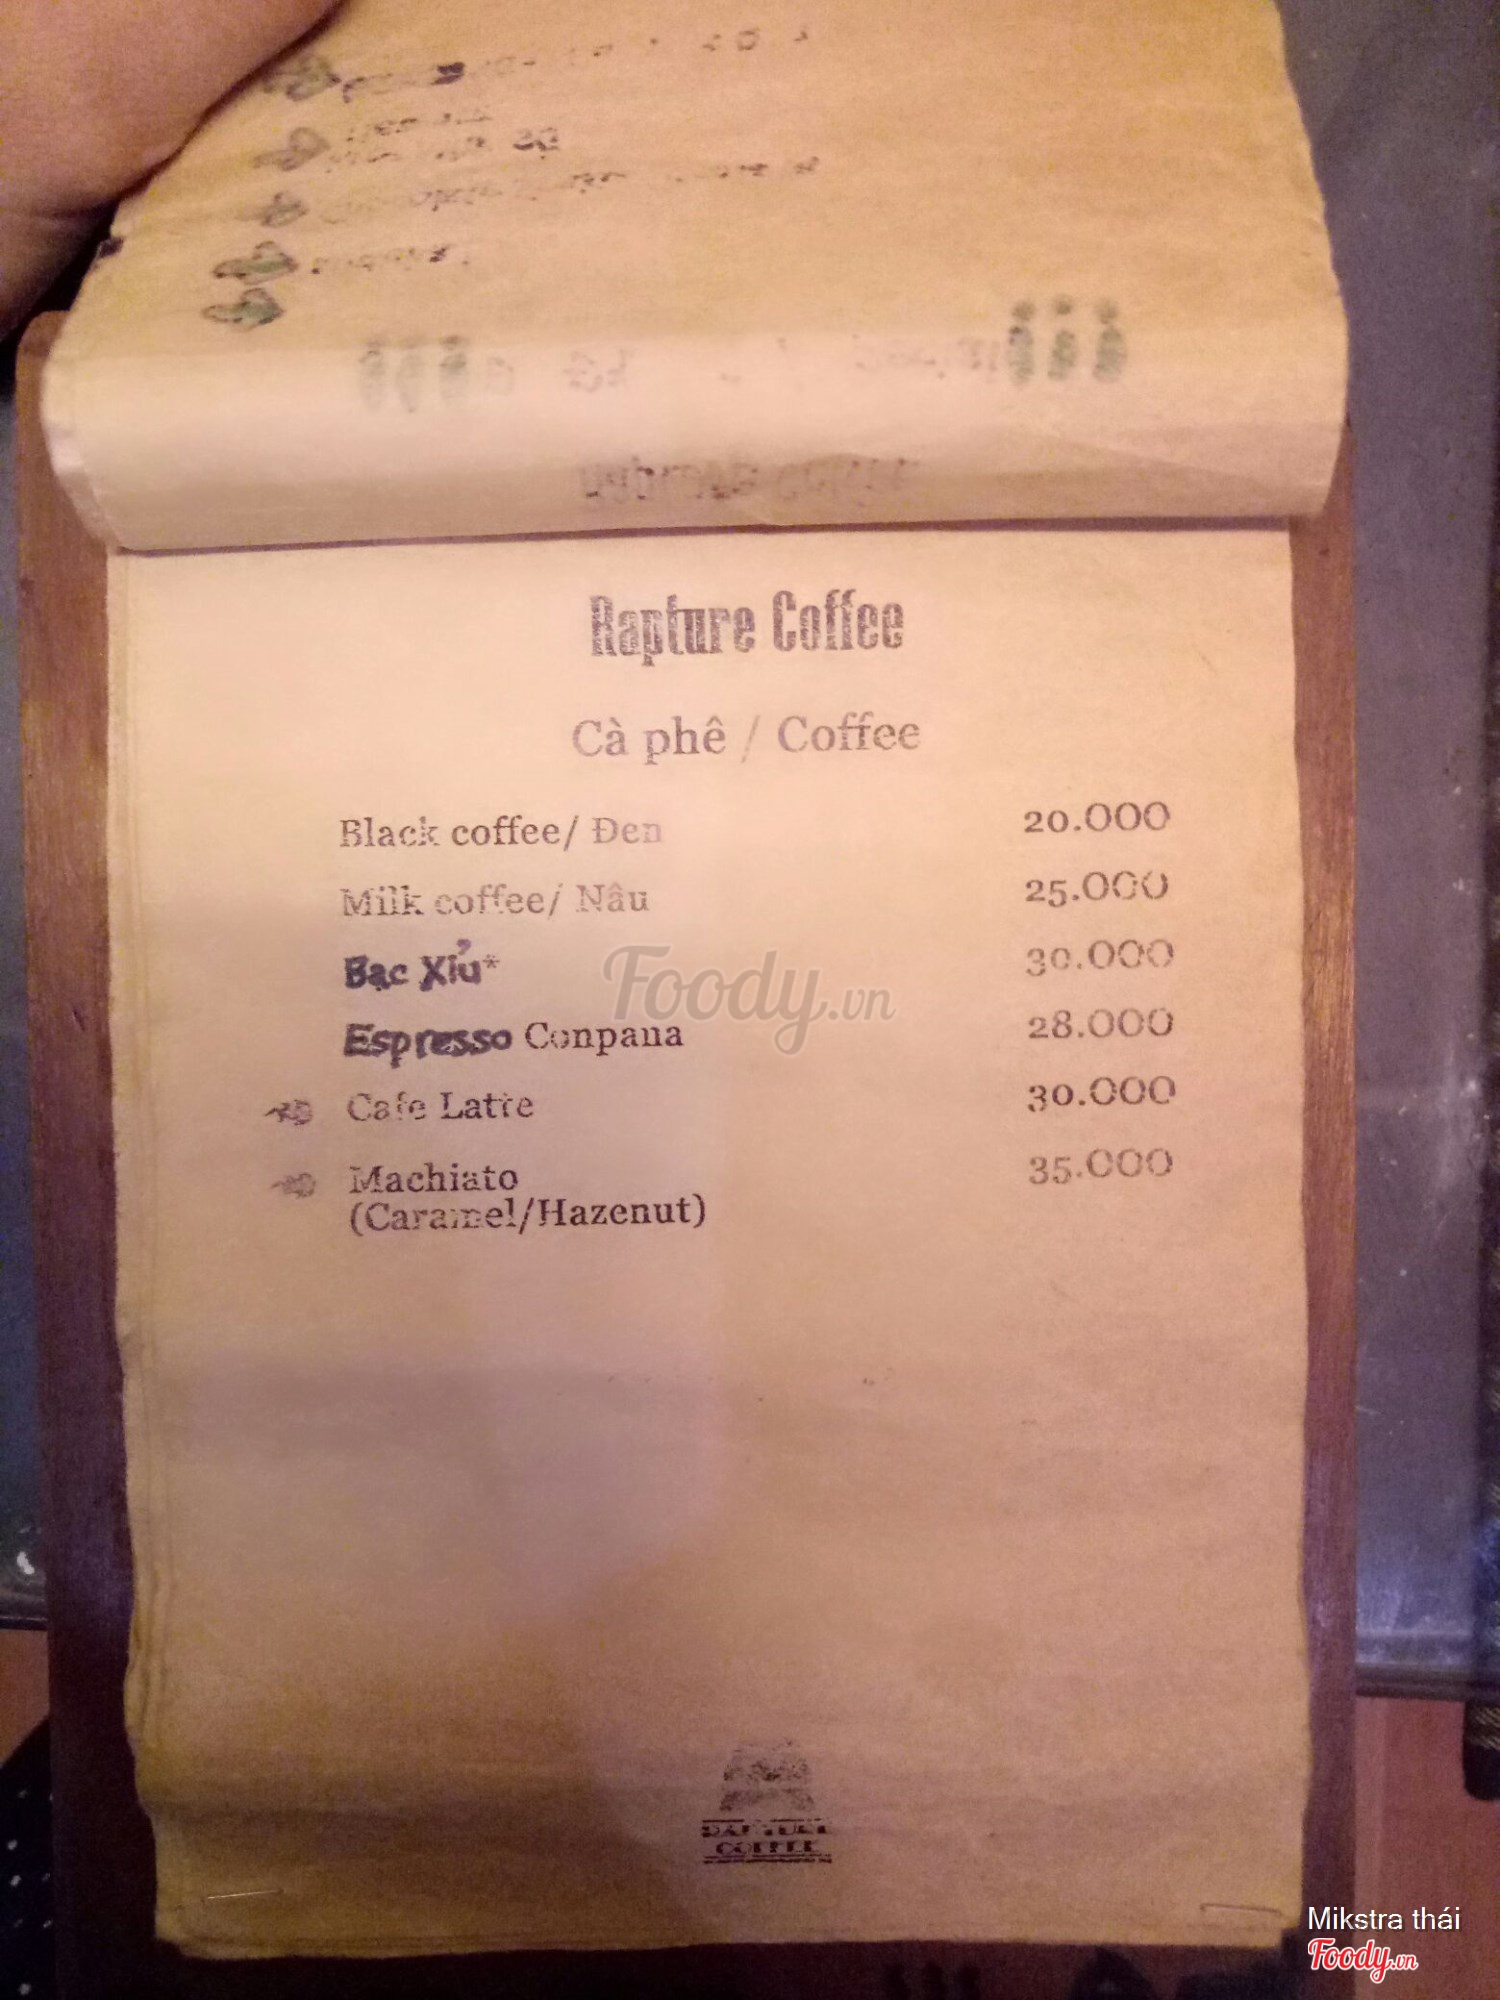 Rapture Coffee
Cà phê / Coffee
Black coffee/ Đen 20.000
Milk coffee/ Nâu 25.000
Bạc Xỉu* 30.000
Foody.vn
Espresso Conpana 28.000
Cafe Latte 30.000
Machiato 35.000
(Caramel/Hazenut)
RAPTURE
COFFEE
Mikstra thái
Foody.vn